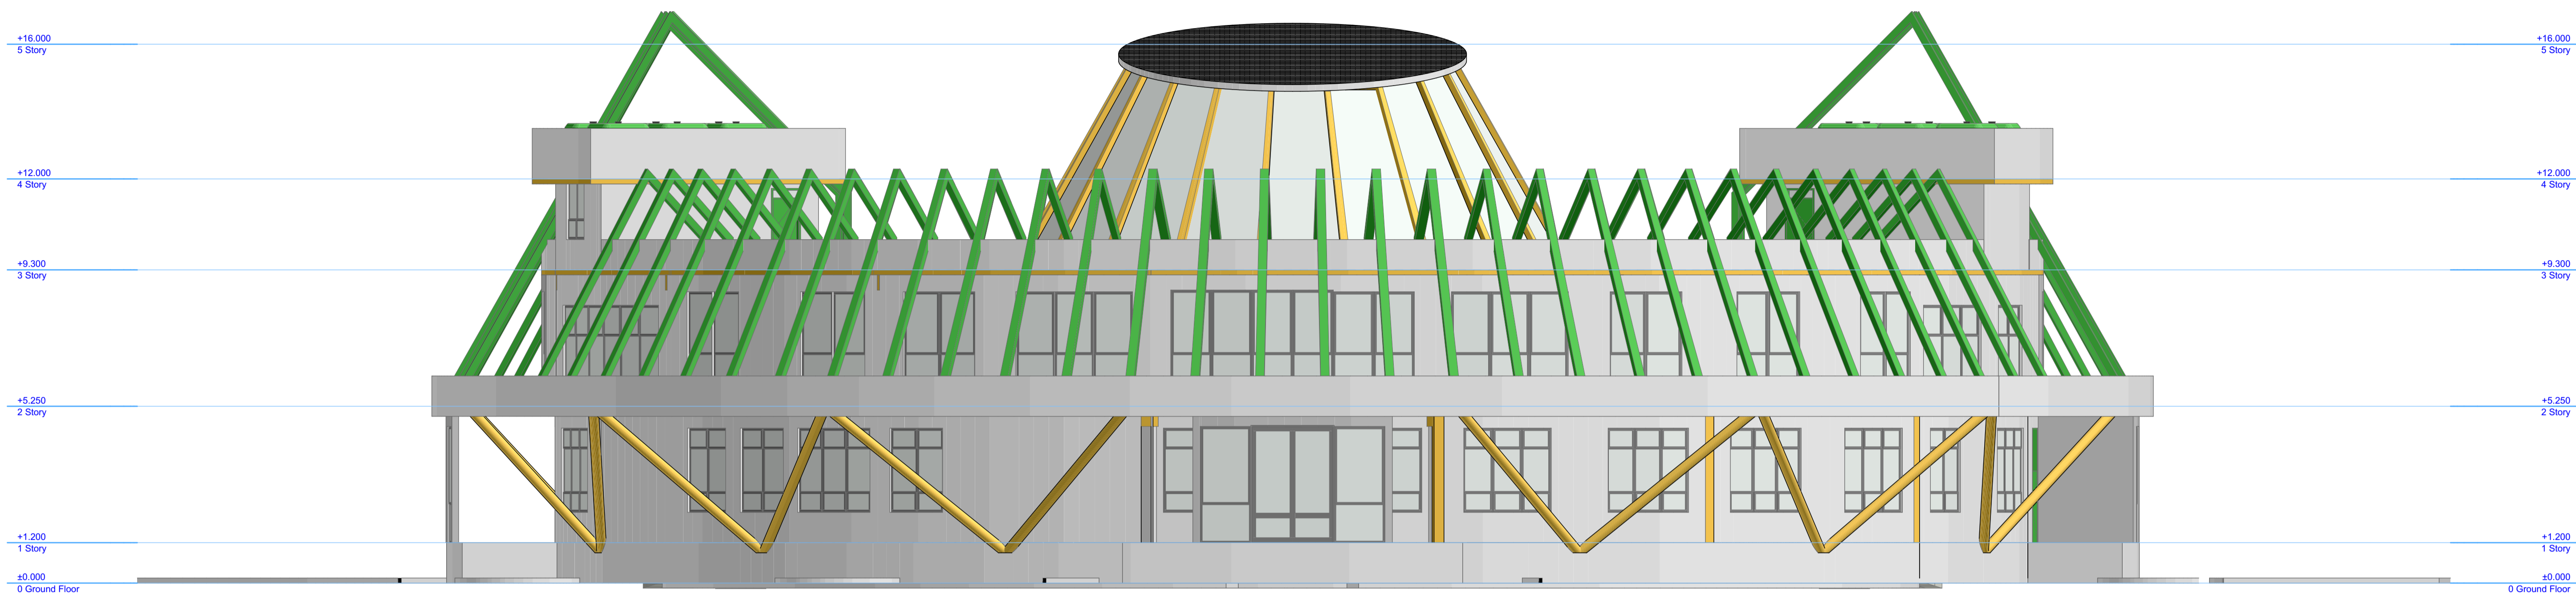 +16.000
5 Story
+16.000
5 Story
+12.000
4 Story
+12.000
4 Story
+9.300
3 Story
+9.300
3 Story
+5.250
2 Story
+5.250
2 Story
+1.200
1 Story
+1.200
1 Story
±0.000
0 Ground Floor
±0.000
0 Ground Floor